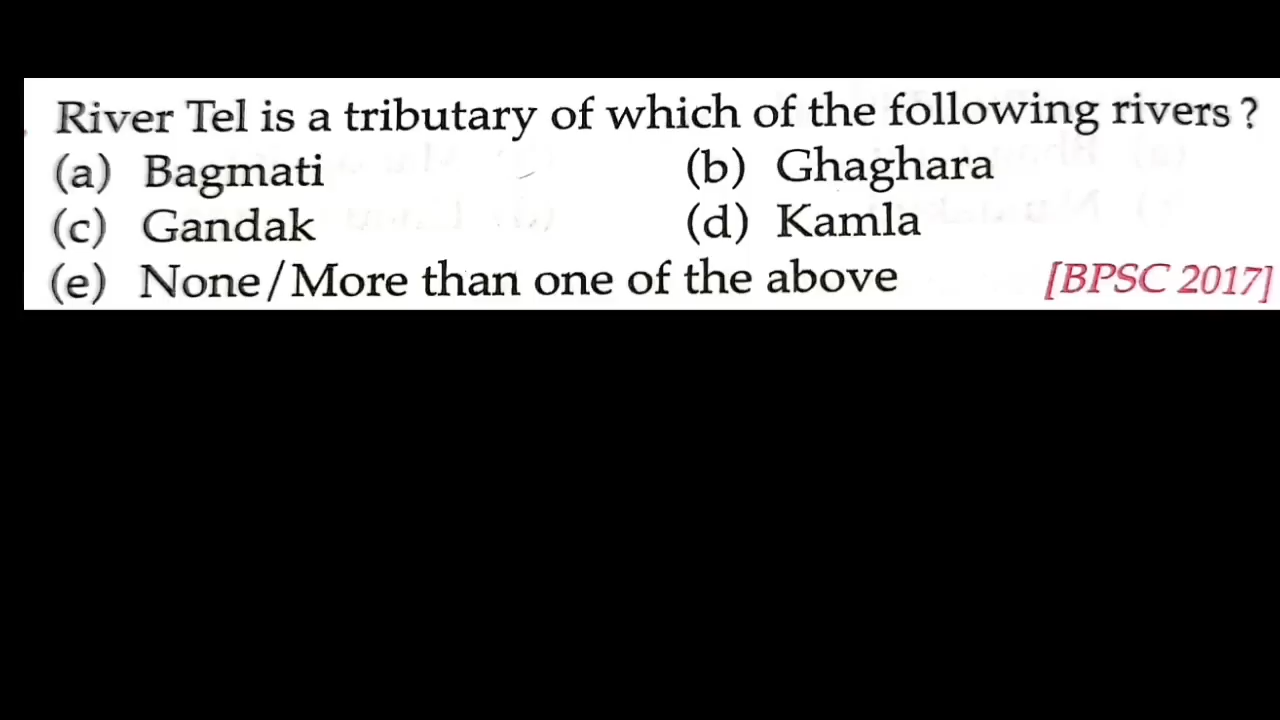 River Tel is a tributary of which of the following rivers ?
(a) Bagmati (b) Ghaghara
(c) Gandak (d) Kamla
(e) None/More than one of the above [BPSC 2017]